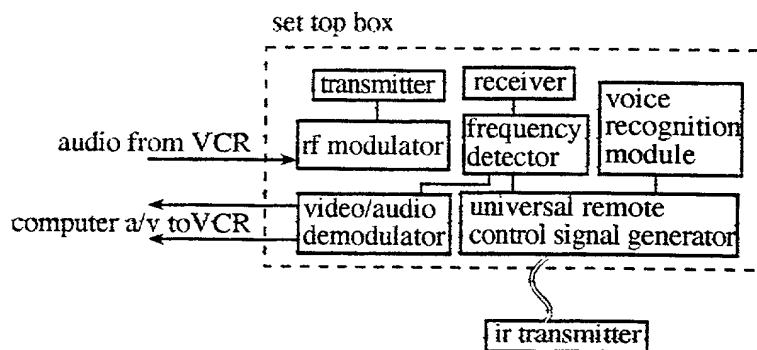 set top box
transmitter
receiver
voice
recognition
module
audio from VCR
rf modulator
frequency
detector
computer a/v toVCR
video/audio
demodulator
universal remote
control signal generator
ir transmitter